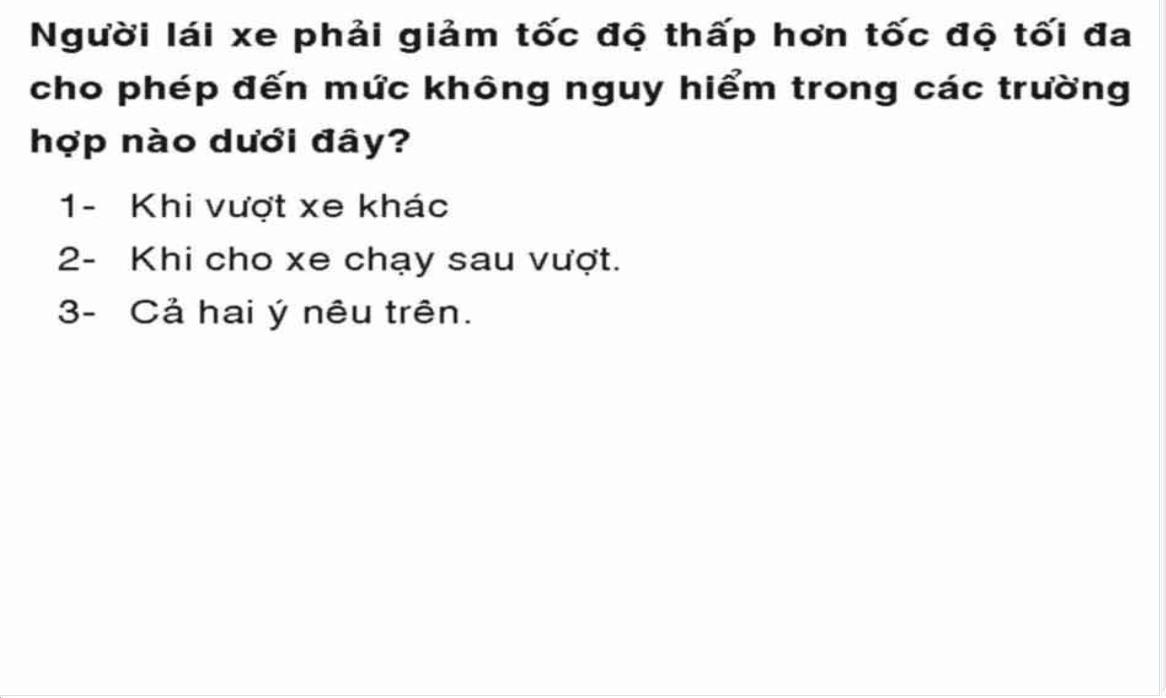 Người lái xe phải giảm tốc độ thấp hơn tốc độ tối đa
cho phép đến mức không nguy hiểm trong các trường
hợp nào dưới đây?
1- Khi vượt xe khác
2- Khi cho xe chạy sau vượt.
3- Cả hai ý nêu trên.